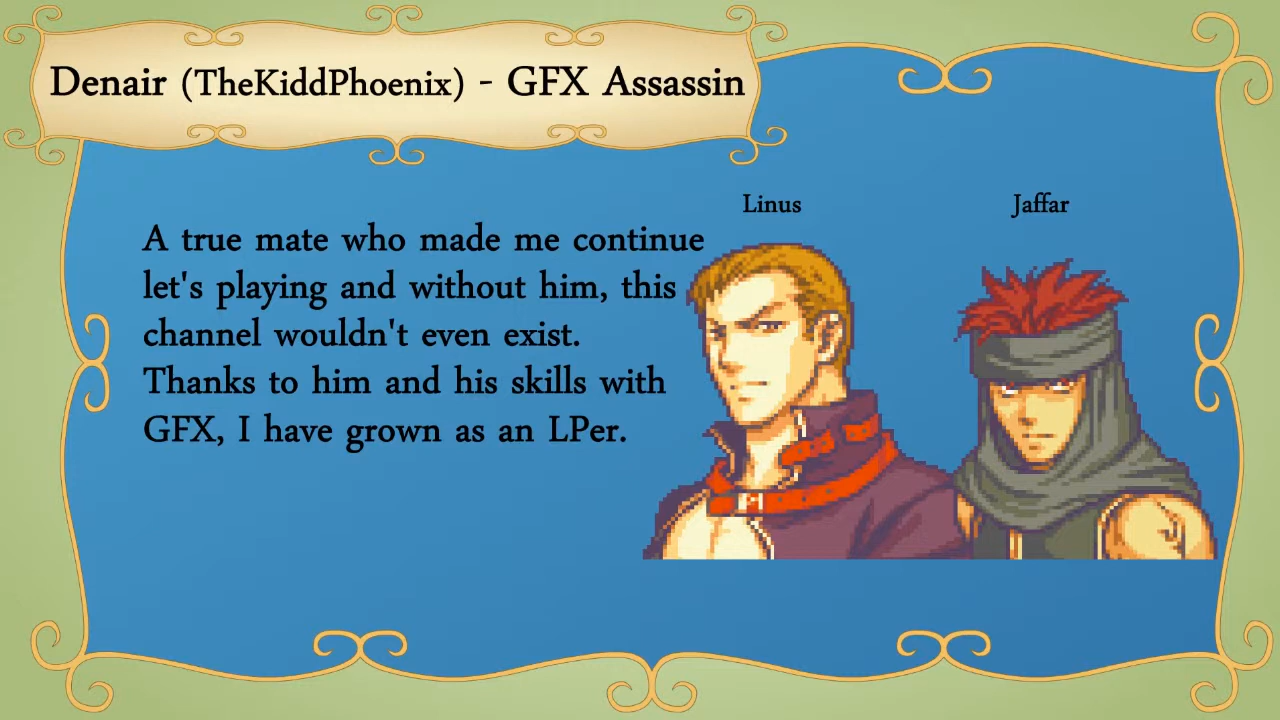 Denair (TheKiddPhoenix) - GFX Assassin
Linus
Jaffar
A true mate who made me continue
let's playing and without him, this
channel wouldn't even exist.
Thanks to him and his skills with
GFX, I have grown as an LPer.